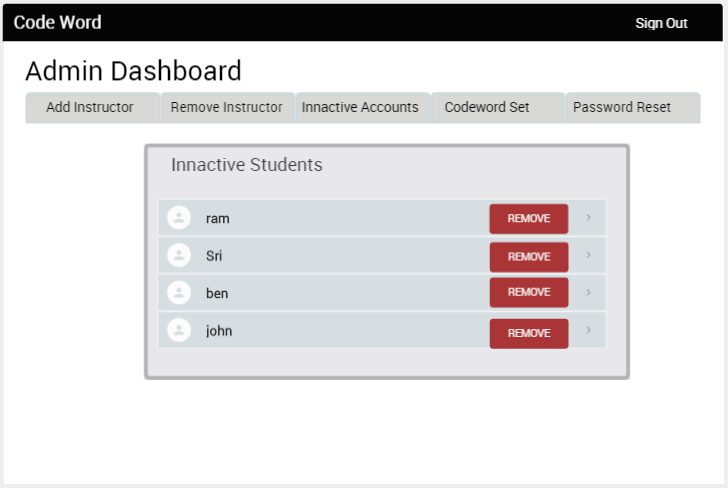 Code Word Sign Out
Admin Dashboard
Add Instructor Remove Instructor Innactive Accounts Codeword Set Password Reset
Innactive Students
ram REMOVE
Sri REMOVE
ben REMOVE
john REMOVE